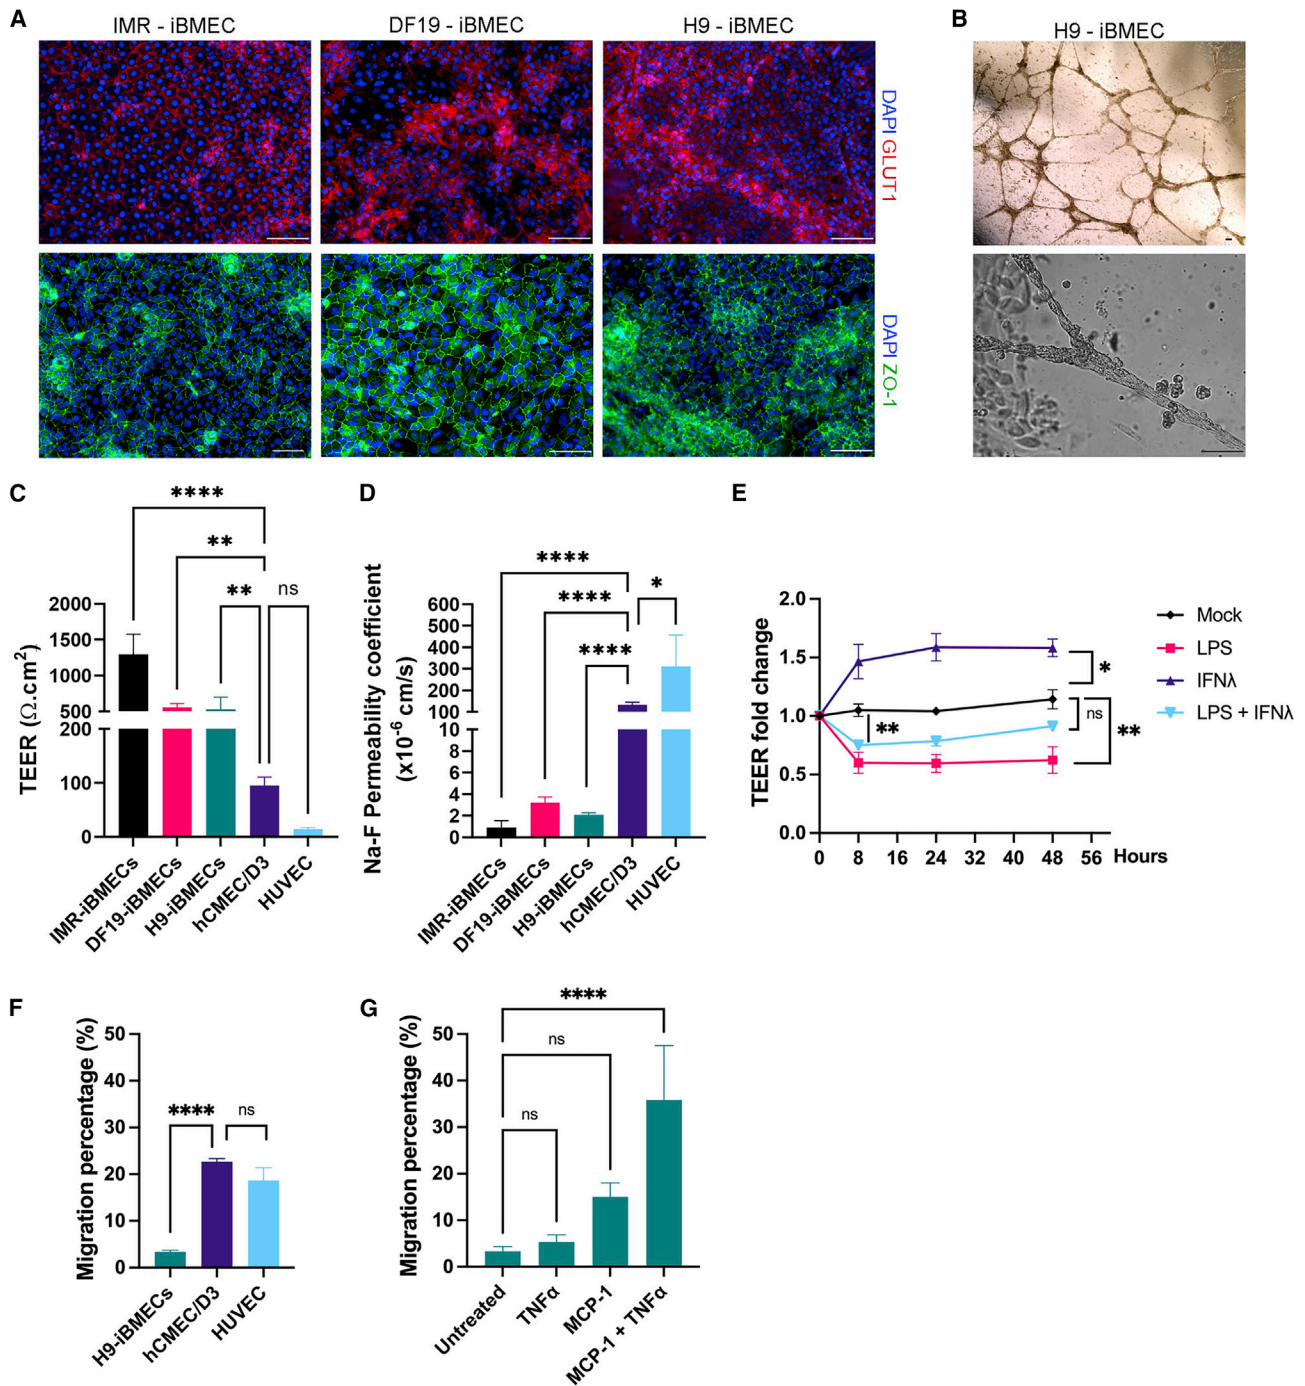 A
IMR - iBMEC
DF19 - iBMEC
H9 - iBMEC
DAPI GLUT1
DAPI ZO-1
B
H9 - iBMEC
C
TEER (Ω.cm²)
2000
1500
1000
500
200
100
0
****
**
**
ns
IMR-iBMECs
DF19-iBMECs
H9-iBMECs
hCMEC/D3
HUVEC
D
Na-F Permeability coefficient
(x10⁻⁶ cm/s)
600
500
400
300
200
100
10
8
6
4
2
0
****
****
****
*
IMR-iBMECs
DF19-iBMECs
H9-iBMECs
hCMEC/D3
HUVEC
E
TEER fold change
2.0
1.5
1.0
0.5
0.0
**
*
ns
**
0 8 16 24 32 40 48 56 Hours
Mock
LPS
IFNλ
LPS + IFNλ
F
Migration percentage (%)
50
40
30
20
10
0
****
ns
H9-iBMECs
hCMEC/D3
HUVEC
G
Migration percentage (%)
50
40
30
20
10
0
****
ns
ns
Untreated
TNFα
MCP-1
MCP-1 + TNFα